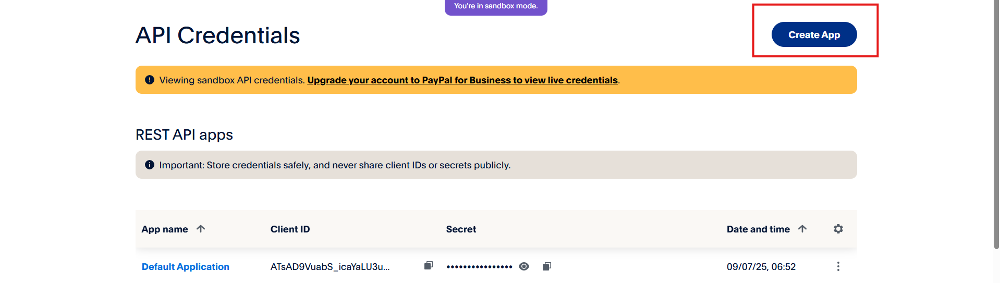 You're in sandbox mode.
API Credentials
Create App
Viewing sandbox API credentials. Upgrade your account to PayPal for Business to view live credentials.
REST API apps
Important: Store credentials safely, and never share client IDs or secrets publicly.
App name Client ID Secret Date and time
Default Application ATsAD9VuabS_icaYaLU3u... •••••••••••••••• 09/07/25, 06:52